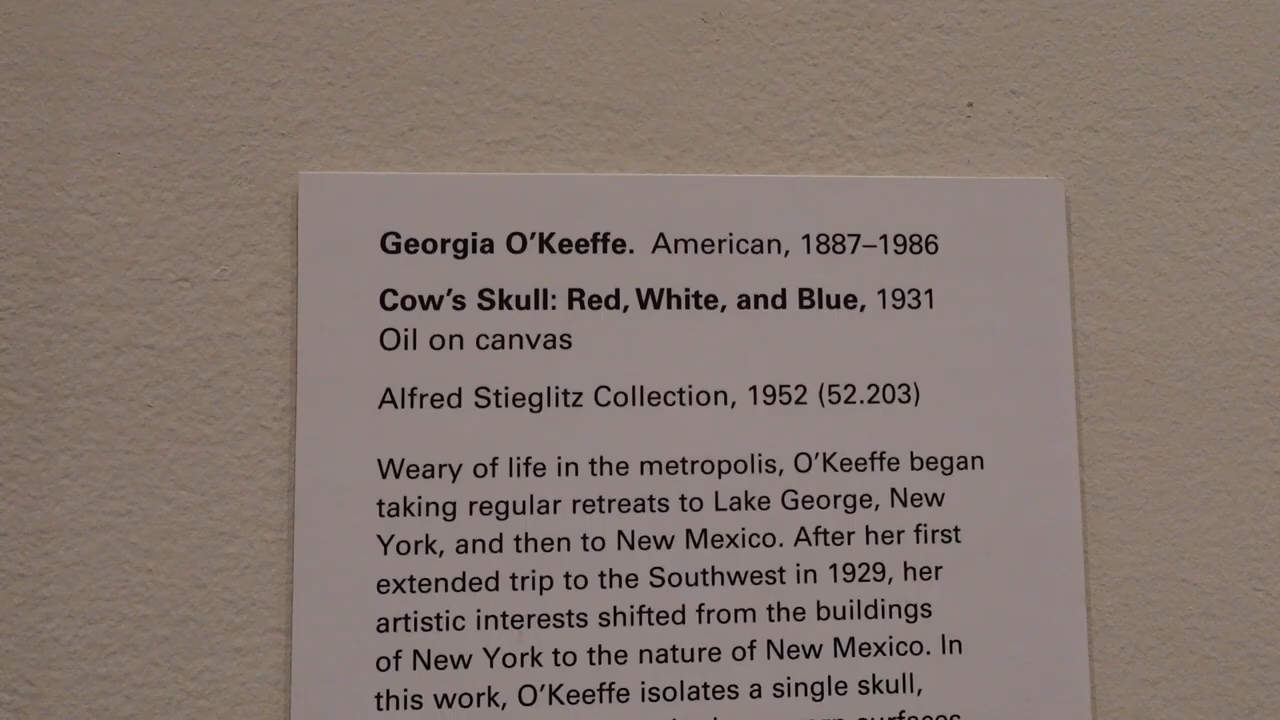 Georgia O'Keeffe. American, 1887–1986
Cow's Skull: Red, White, and Blue, 1931
Oil on canvas
Alfred Stieglitz Collection, 1952 (52.203)
Weary of life in the metropolis, O'Keeffe began
taking regular retreats to Lake George, New
York, and then to New Mexico. After her first
extended trip to the Southwest in 1929, her
artistic interests shifted from the buildings
of New York to the nature of New Mexico. In
this work, O'Keeffe isolates a single skull,
surfaces